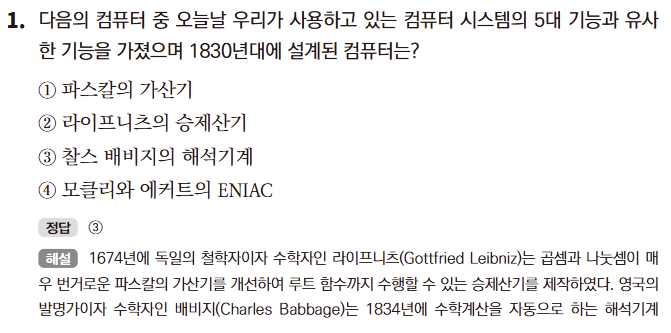 1. 다음의 컴퓨터 중 오늘날 우리가 사용하고 있는 컴퓨터 시스템의 5대 기능과 유사
한 기능을 가졌으며 1830년대에 설계된 컴퓨터는?
① 파스칼의 가산기
② 라이프니츠의 승제산기
③ 찰스 배비지의 해석기계
④ 모클리와 에커트의 ENIAC
정답 ③
해설 1674년에 독일의 철학자이자 수학자인 라이프니츠(Gottfried Leibniz)는 곱셈과 나눗셈이 매
우 번거로운 파스칼의 가산기를 개선하여 루트 함수까지 수행할 수 있는 승제산기를 제작하였다. 영국의
발명가이자 수학자인 배비지(Charles Babbage)는 1834년에 수학계산을 자동으로 하는 해석기계